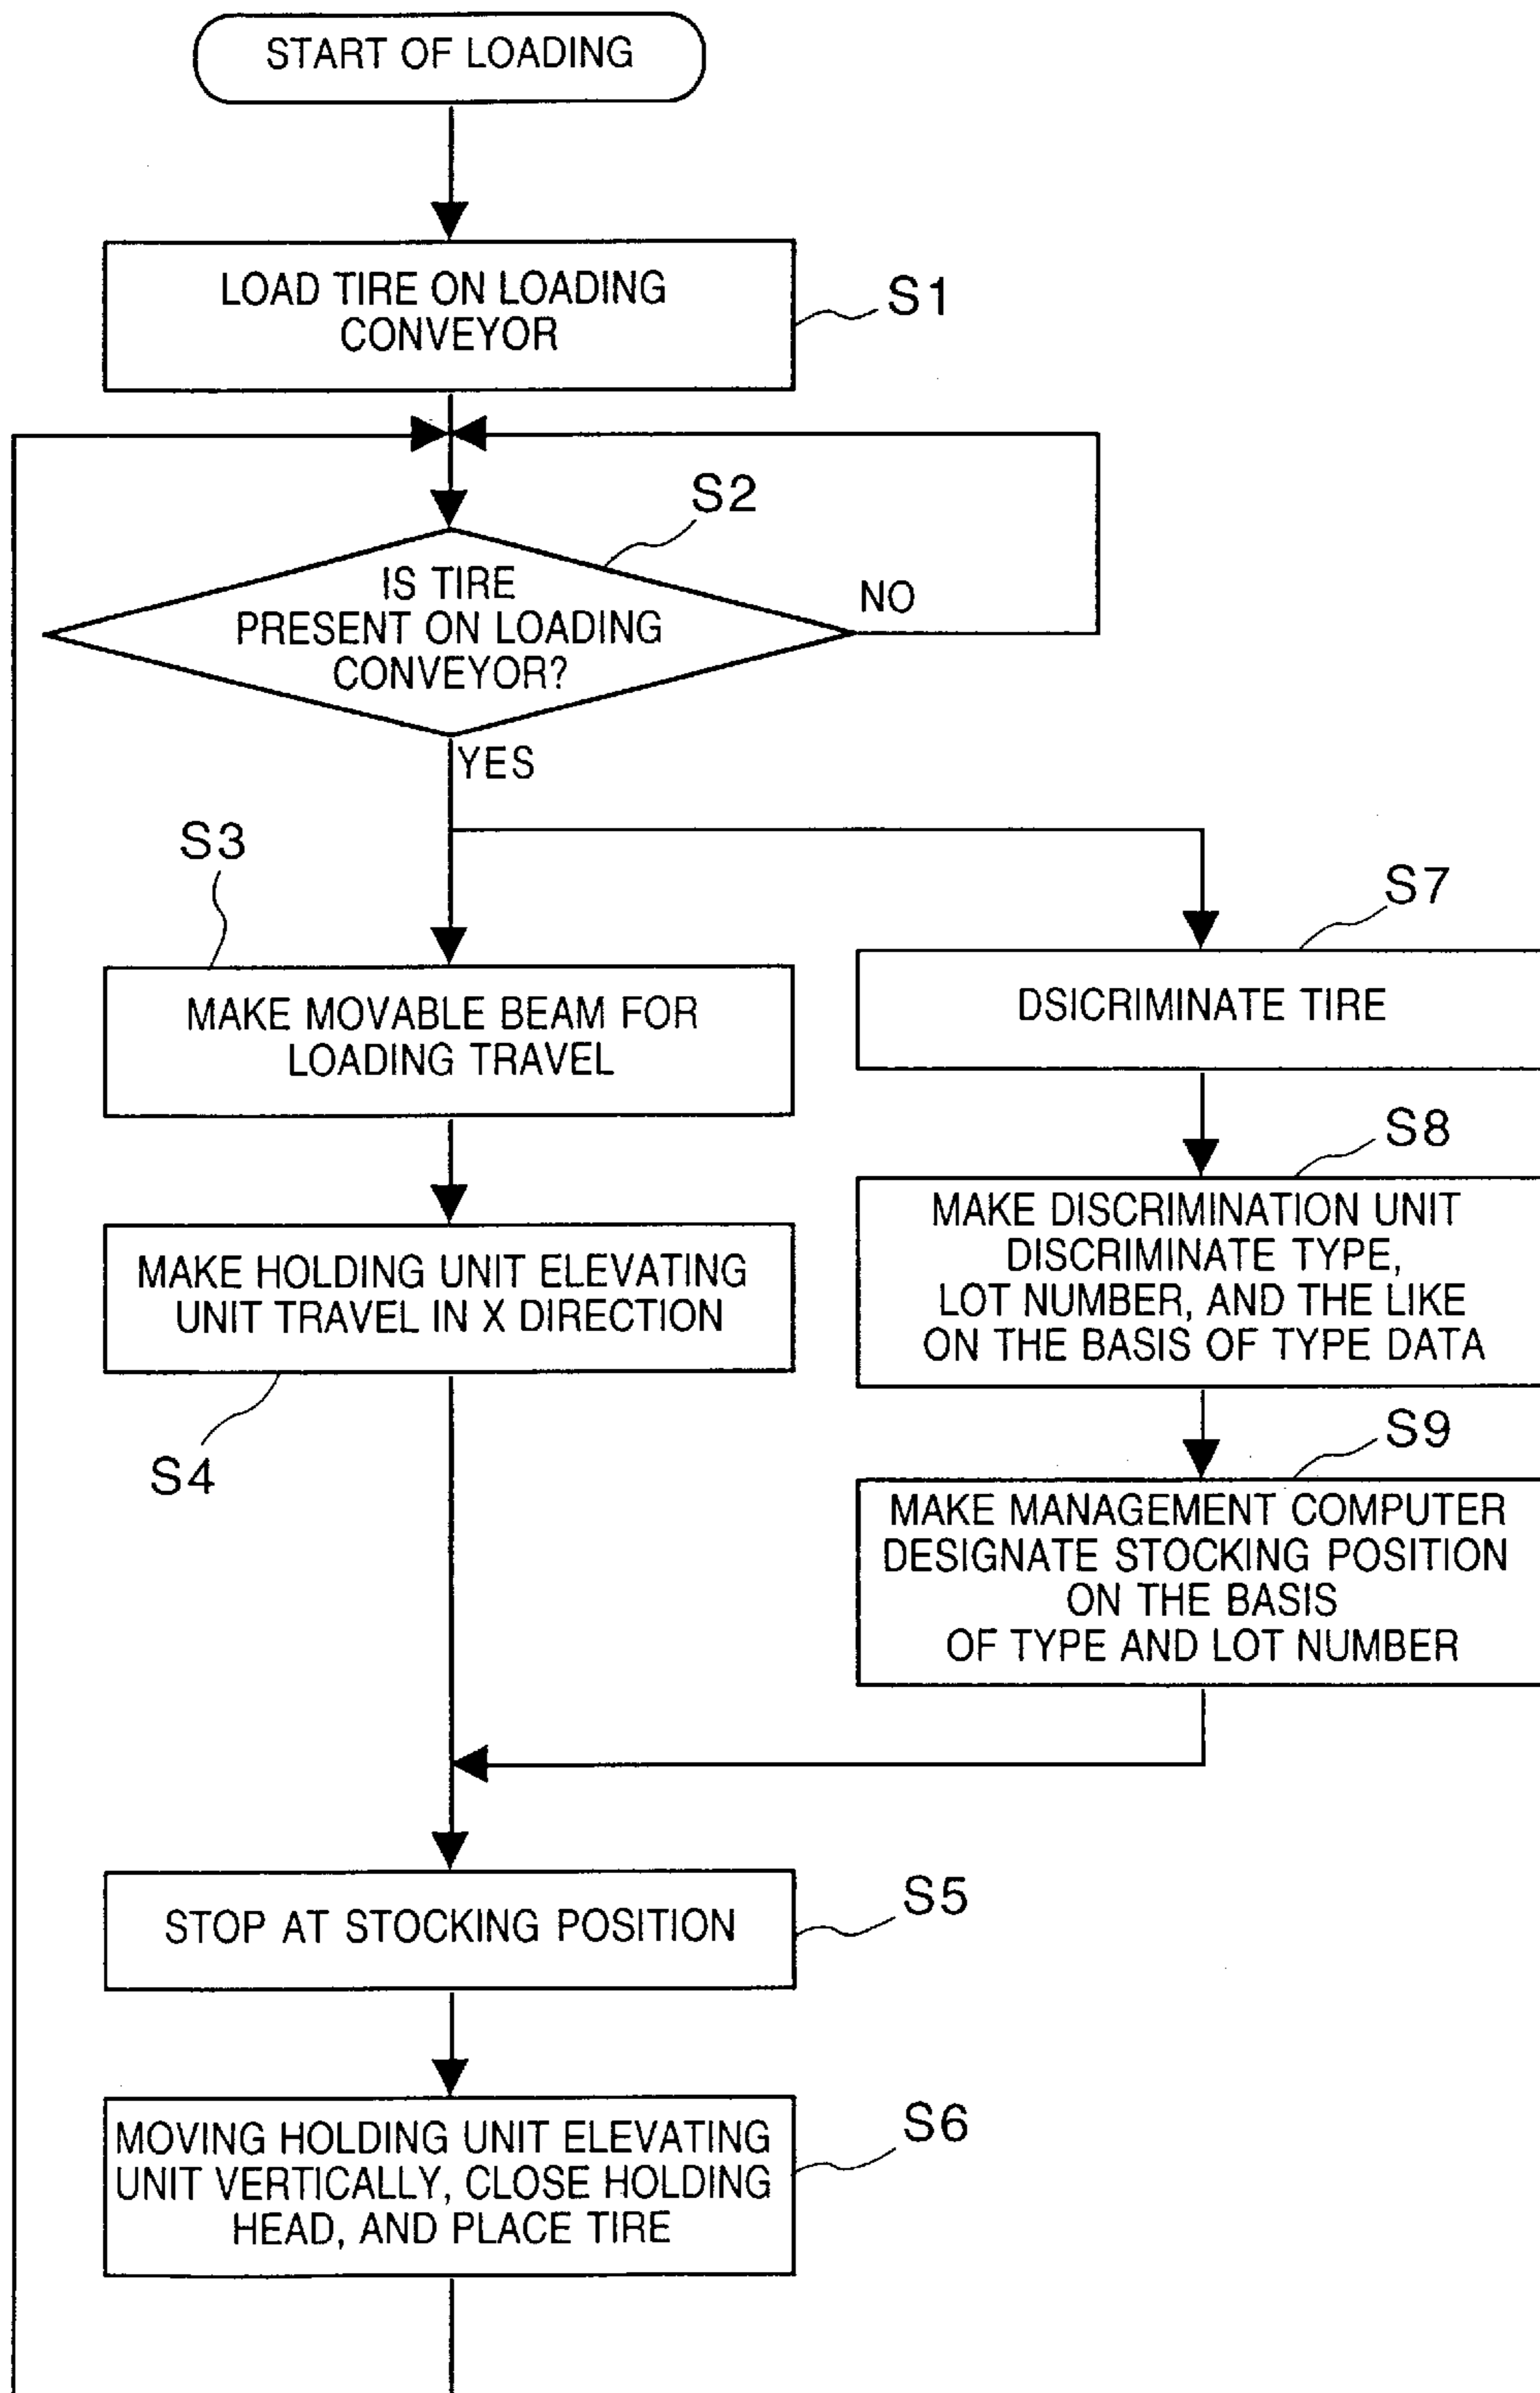 START OF LOADING
LOAD TIRE ON LOADING
CONVEYOR
S1
S2
IS TIRE
PRESENT ON LOADING
CONVEYOR?
NO
YES
S3
MAKE MOVABLE BEAM FOR
LOADING TRAVEL
MAKE HOLDING UNIT ELEVATING
UNIT TRAVEL IN X DIRECTION
S4
S7
DSICRIMINATE TIRE
S8
MAKE DISCRIMINATION UNIT
DISCRIMINATE TYPE,
LOT NUMBER, AND THE LIKE
ON THE BASIS OF TYPE DATA
S9
MAKE MANAGEMENT COMPUTER
DESIGNATE STOCKING POSITION
ON THE BASIS
OF TYPE AND LOT NUMBER
STOP AT STOCKING POSITION
S5
MOVING HOLDING UNIT ELEVATING
UNIT VERTICALLY, CLOSE HOLDING
HEAD, AND PLACE TIRE
S6